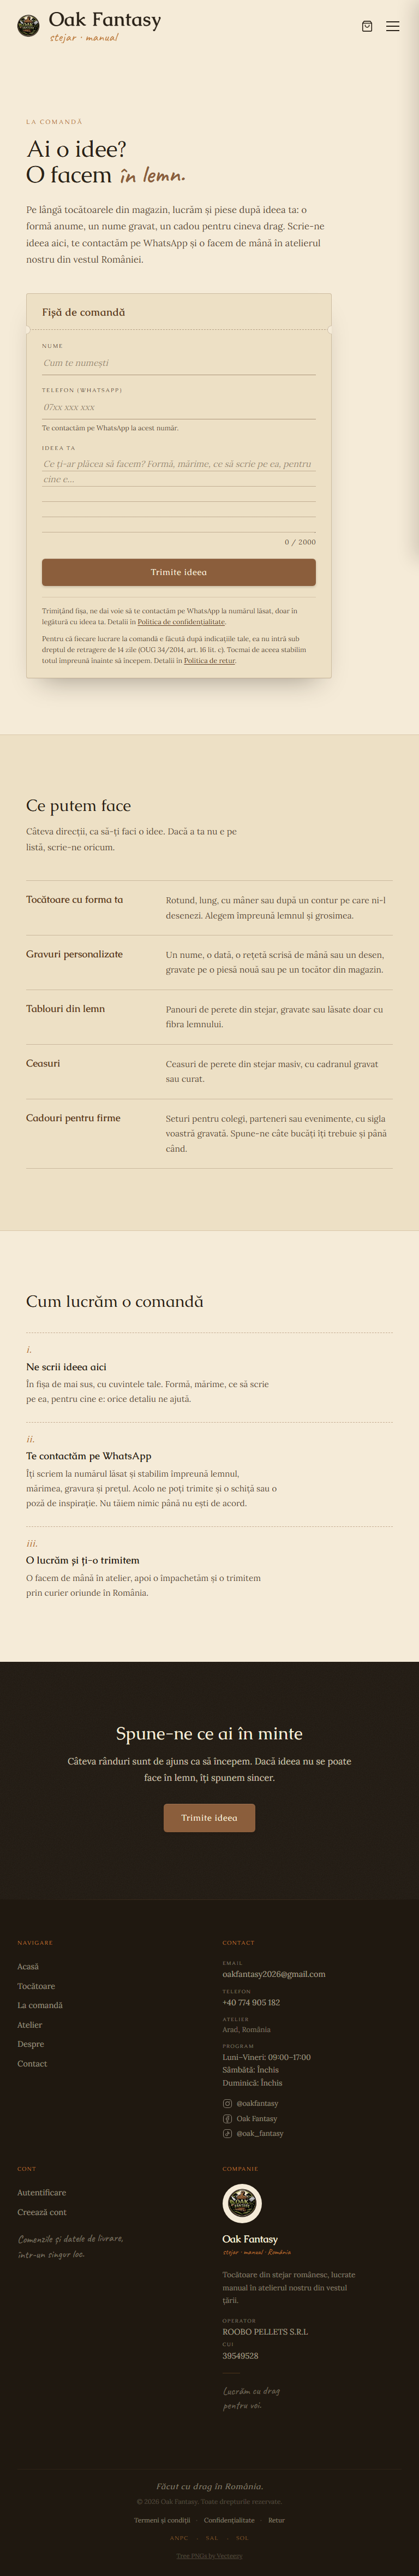 Oak Fantasy
stejar · manual
LA COMANDĂ
Ai o idee?
O facem în lemn.
Pe lângă tocătoarele din magazin, lucrăm și piese după ideea ta: o
formă anume, un nume gravat, un cadou pentru cineva drag. Scrie-ne
ideea aici, te contactăm pe WhatsApp și o facem de mână în atelierul
nostru din vestul României.
Fișă de comandă
NUME
Cum te numești
TELEFON (WHATSAPP)
07xx xxx xxx
Te contactăm pe WhatsApp la acest număr.
IDEEA TA
Ce ți-ar plăcea să facem? Formă, mărime, ce să scrie pe ea, pentru
cine e...
0 / 2000
Trimite ideea
Trimițând fișa, ne dai voie să te contactăm pe WhatsApp la numărul lăsat, doar în
legătură cu ideea ta. Detalii în Politica de confidențialitate.
Pentru că fiecare lucrare la comandă e făcută după indicațiile tale, ea nu intră sub
dreptul de retragere de 14 zile (OUG 34/2014, art. 16 lit. c). Tocmai de aceea stabilim
totul împreună înainte să începem. Detalii în Politica de retur.
Ce putem face
Câteva direcții, ca să-ți faci o idee. Dacă a ta nu e pe
listă, scrie-ne oricum.
Tocătoare cu forma ta
Rotund, lung, cu mâner sau după un contur pe care ni-l
desenezi. Alegem împreună lemnul și grosimea.
Gravuri personalizate
Un nume, o dată, o rețetă scrisă de mână sau un desen,
gravate pe o piesă nouă sau pe un tocător din magazin.
Tablouri din lemn
Panouri de perete din stejar, gravate sau lăsate doar cu
fibra lemnului.
Ceasuri
Ceasuri de perete din stejar masiv, cu cadranul gravat
sau curat.
Cadouri pentru firme
Seturi pentru colegi, parteneri sau evenimente, cu sigla
voastră gravată. Spune-ne câte bucăți îți trebuie și până
când.
Cum lucrăm o comandă
i.
Ne scrii ideea aici
În fișa de mai sus, cu cuvintele tale. Formă, mărime, ce să scrie
pe ea, pentru cine e: orice detaliu ne ajută.
ii.
Te contactăm pe WhatsApp
Îți scriem la numărul lăsat și stabilim împreună lemnul,
mărimea, gravura și prețul. Acolo ne poți trimite și o schiță sau o
poză de inspirație. Nu tăiem nimic până nu ești de acord.
iii.
O lucrăm și ți-o trimitem
O facem de mână în atelier, apoi o împachetăm și o trimitem
prin curier oriunde în România.
Spune-ne ce ai în minte
Câteva rânduri sunt de ajuns ca să începem. Dacă ideea nu se poate
face în lemn, îți spunem sincer.
Trimite ideea
NAVIGARE
Acasă
Tocătoare
La comandă
Atelier
Despre
Contact
CONTACT
EMAIL
oakfantasy2026@gmail.com
TELEFON
+40 774 905 182
ATELIER
Arad, România
PROGRAM
Luni–Vineri: 09:00–17:00
Sâmbătă: Închis
Duminică: Închis
@oakfantasy
Oak Fantasy
@oak_fantasy
CONT
Autentificare
Creează cont
Comenzile și datele de livrare,
într-un singur loc.
COMPANIE
Oak Fantasy
stejar · manual · România
Tocătoare din stejar românesc, lucrate
manual în atelierul nostru din vestul
țării.
OPERATOR
ROOBO PELLETS S.R.L
CUI
39549528
Lucrăm cu drag
pentru voi.
Făcut cu drag în România.
© 2026 Oak Fantasy. Toate drepturile rezervate.
Termeni și condiții · Confidențialitate · Retur
ANPC · SAL · SOL
Tree PNGs by Vecteezy